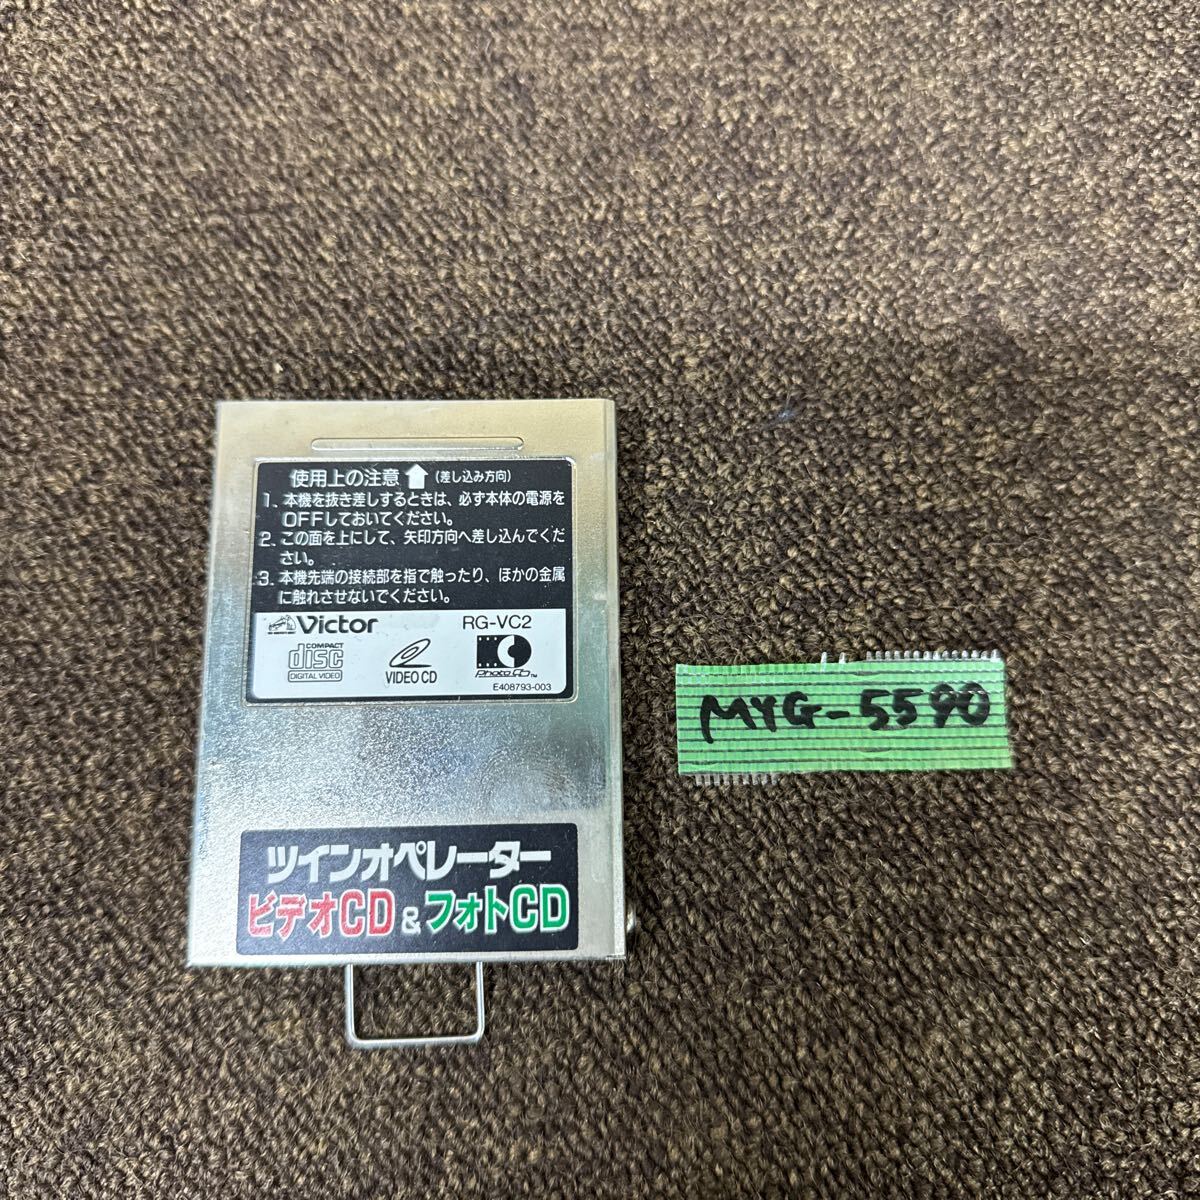 使用上の注意 (差し込み方向)
1. 本機を抜き差しするときは、必ず本体の電源を
OFFしておいてください。
2. この面を上にして、矢印方向へ差し込んでくだ
さい。
3. 本機先端の接続部を指で触ったり、ほかの金属
に触れさせないでください。
Victor RG-VC2
COMPACT
disc
DIGITAL VIDEO
VIDEO CD
Photo CD™
E408793-003
ツインオペレーター
ビデオCD & フォトCD
MYG-5590